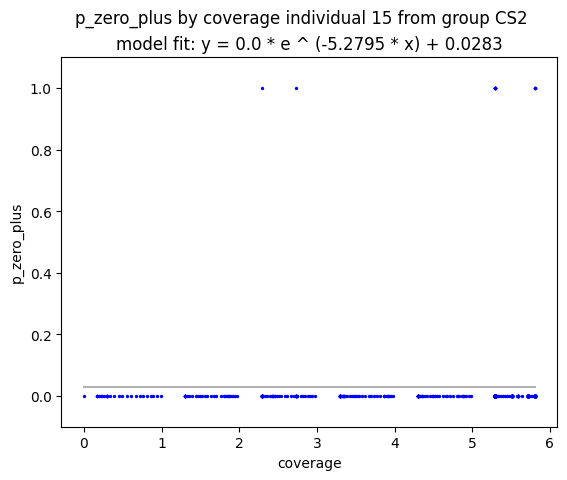 p_zero_plus by coverage individual 15 from group CS2
model fit: y = 0.0 * e ^ (-5.2795 * x) + 0.0283
p_zero_plus
1.0
0.8
0.6
0.4
0.2
0.0
0 1 2 3 4 5 6
coverage